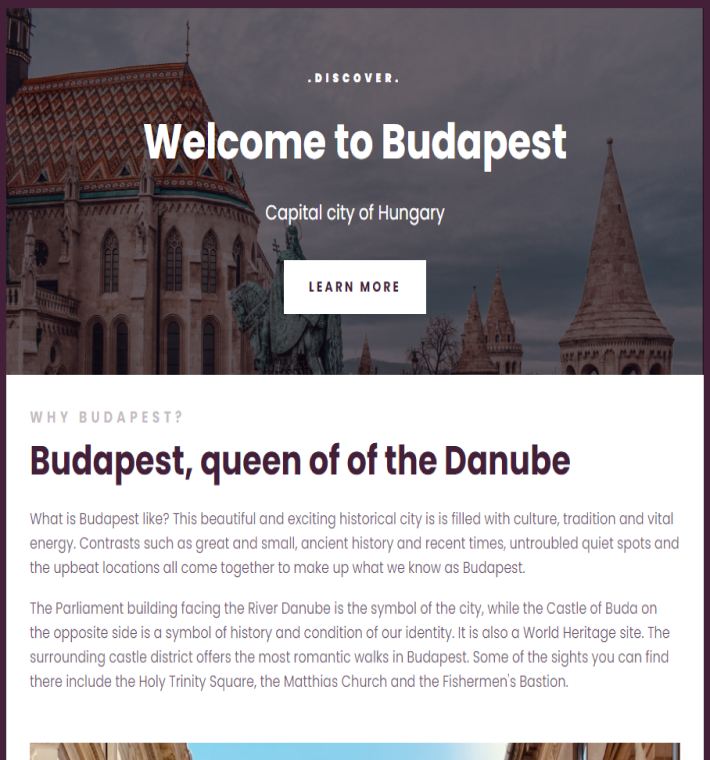 .DISCOVER.
Welcome to Budapest
Capital city of Hungary
LEARN MORE
WHY BUDAPEST?
Budapest, queen of of the Danube
What is Budapest like? This beautiful and exciting historical city is is filled with culture, tradition and vital
energy. Contrasts such as great and small, ancient history and recent times, untroubled quiet spots and
the upbeat locations all come together to make up what we know as Budapest.
The Parliament building facing the River Danube is the symbol of the city, while the Castle of Buda on
the opposite side is a symbol of history and condition of our identity. It is also a World Heritage site. The
surrounding castle district offers the most romantic walks in Budapest. Some of the sights you can find
there include the Holy Trinity Square, the Matthias Church and the Fishermen's Bastion.